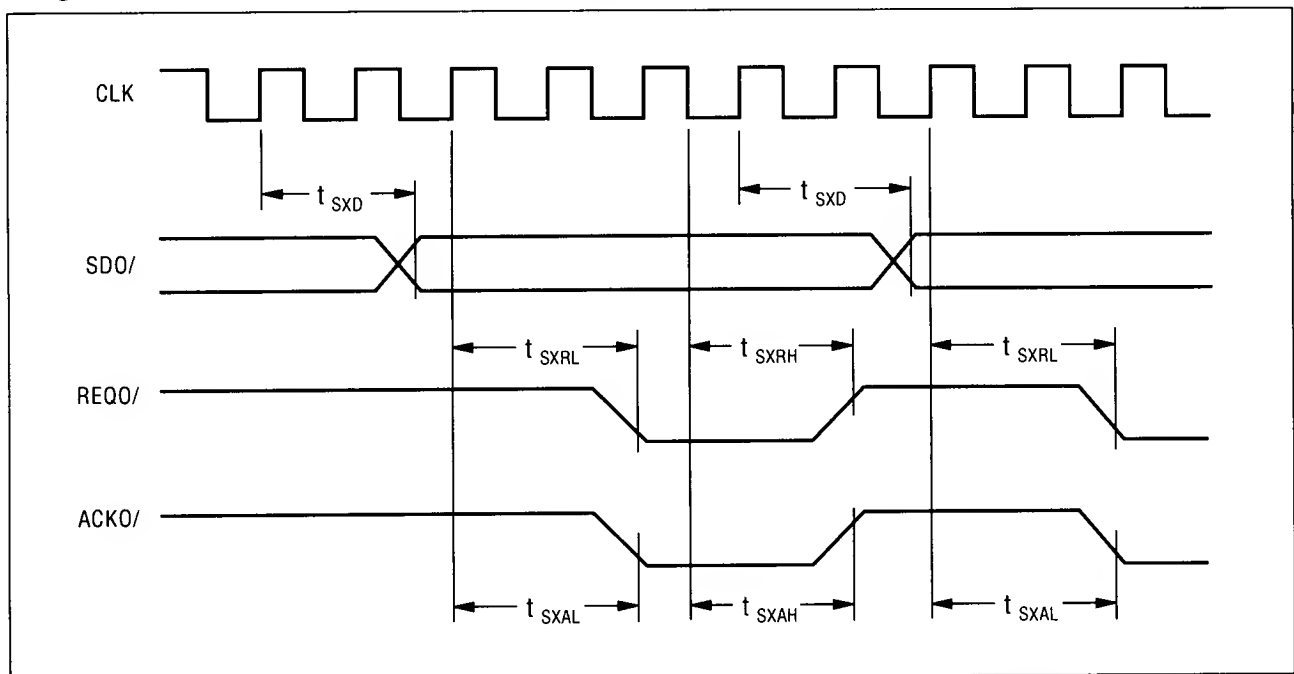 CLK
t SXD t SXD
SDO/
t SXRL t SXRH t SXRL
REQO/
ACKO/
t SXAL t SXAH t SXAL